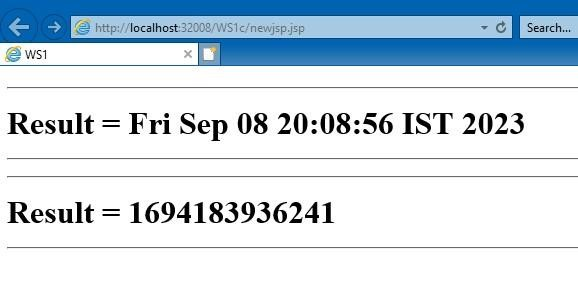 http://localhost:32008/WS1c/newjsp.jsp
Search...
WS1
Result = Fri Sep 08 20:08:56 IST 2023
Result = 1694183936241